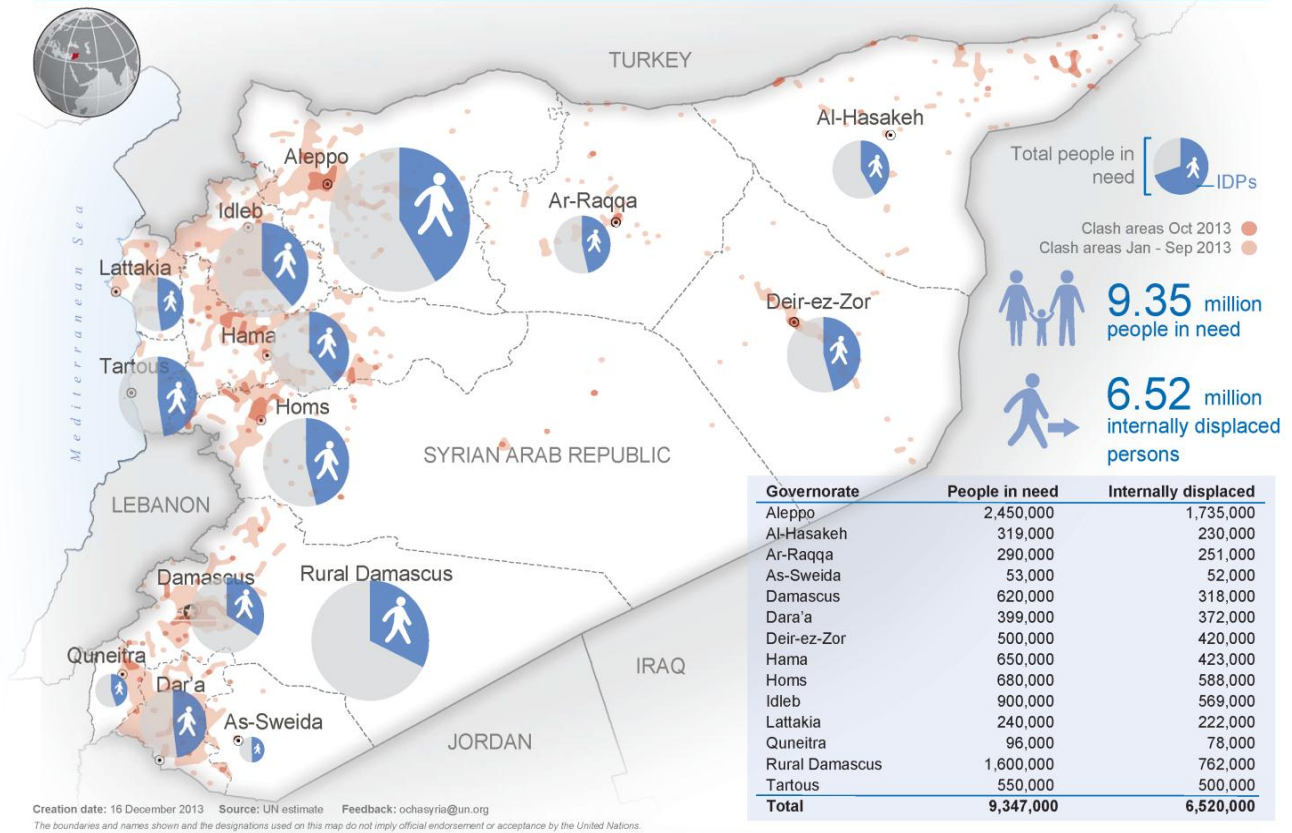 TURKEY
Al-Hasakeh
Aleppo
Ar-Raqqa
Idleb
Total people in
need
IDPs
Clash areas Oct 2013
Clash areas Jan - Sep 2013
Mediterranean Sea
Lattakia
Deir-ez-Zor
9.35 million
people in need
Hama
Tartous
Homs
6.52 million
internally displaced
persons
SYRIAN ARAB REPUBLIC
LEBANON
Governorate People in need Internally displaced
Aleppo 2,450,000 1,735,000
Al-Hasakeh 319,000 230,000
Ar-Raqqa 290,000 251,000
As-Sweida 53,000 52,000
Damascus 620,000 318,000
Dara'a 399,000 372,000
Deir-ez-Zor 500,000 420,000
Hama 650,000 423,000
Homs 680,000 588,000
Idleb 900,000 569,000
Lattakia 240,000 222,000
Quneitra 96,000 78,000
Rural Damascus 1,600,000 762,000
Tartous 550,000 500,000
Total 9,347,000 6,520,000
Damascus
Rural Damascus
Quneitra
Dar'a
As-Sweida
IRAQ
JORDAN
Creation date: 16 December 2013 Source: UN estimate Feedback: ochasyria@un.org
The boundaries and names shown and the designations used on this map do not imply official endorsement or acceptance by the United Nations.